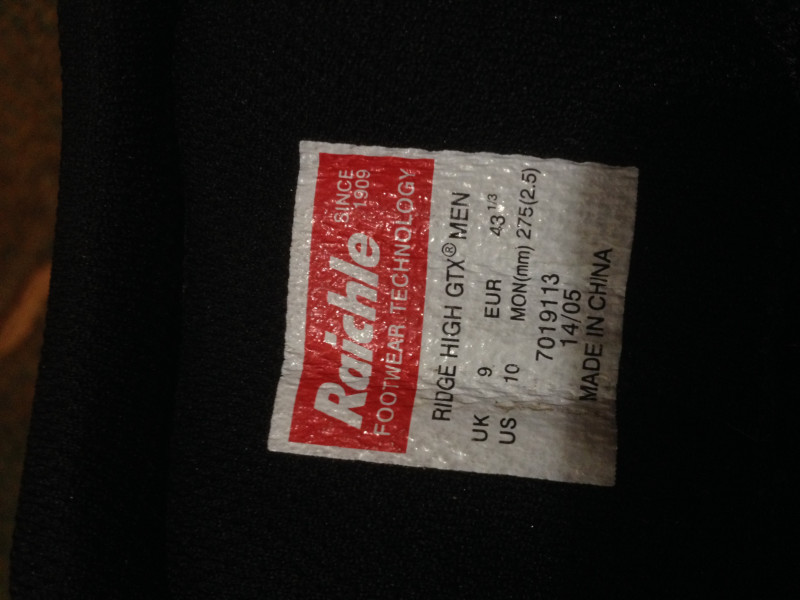 Raichle SINCE 1909
FOOTWEAR TECHNOLOGY
RIDGE HIGH GTX® MEN
UK 9 EUR 43 1/3
US 10 MON(mm) 275(2.5)
7019113
14/05
MADE IN CHINA